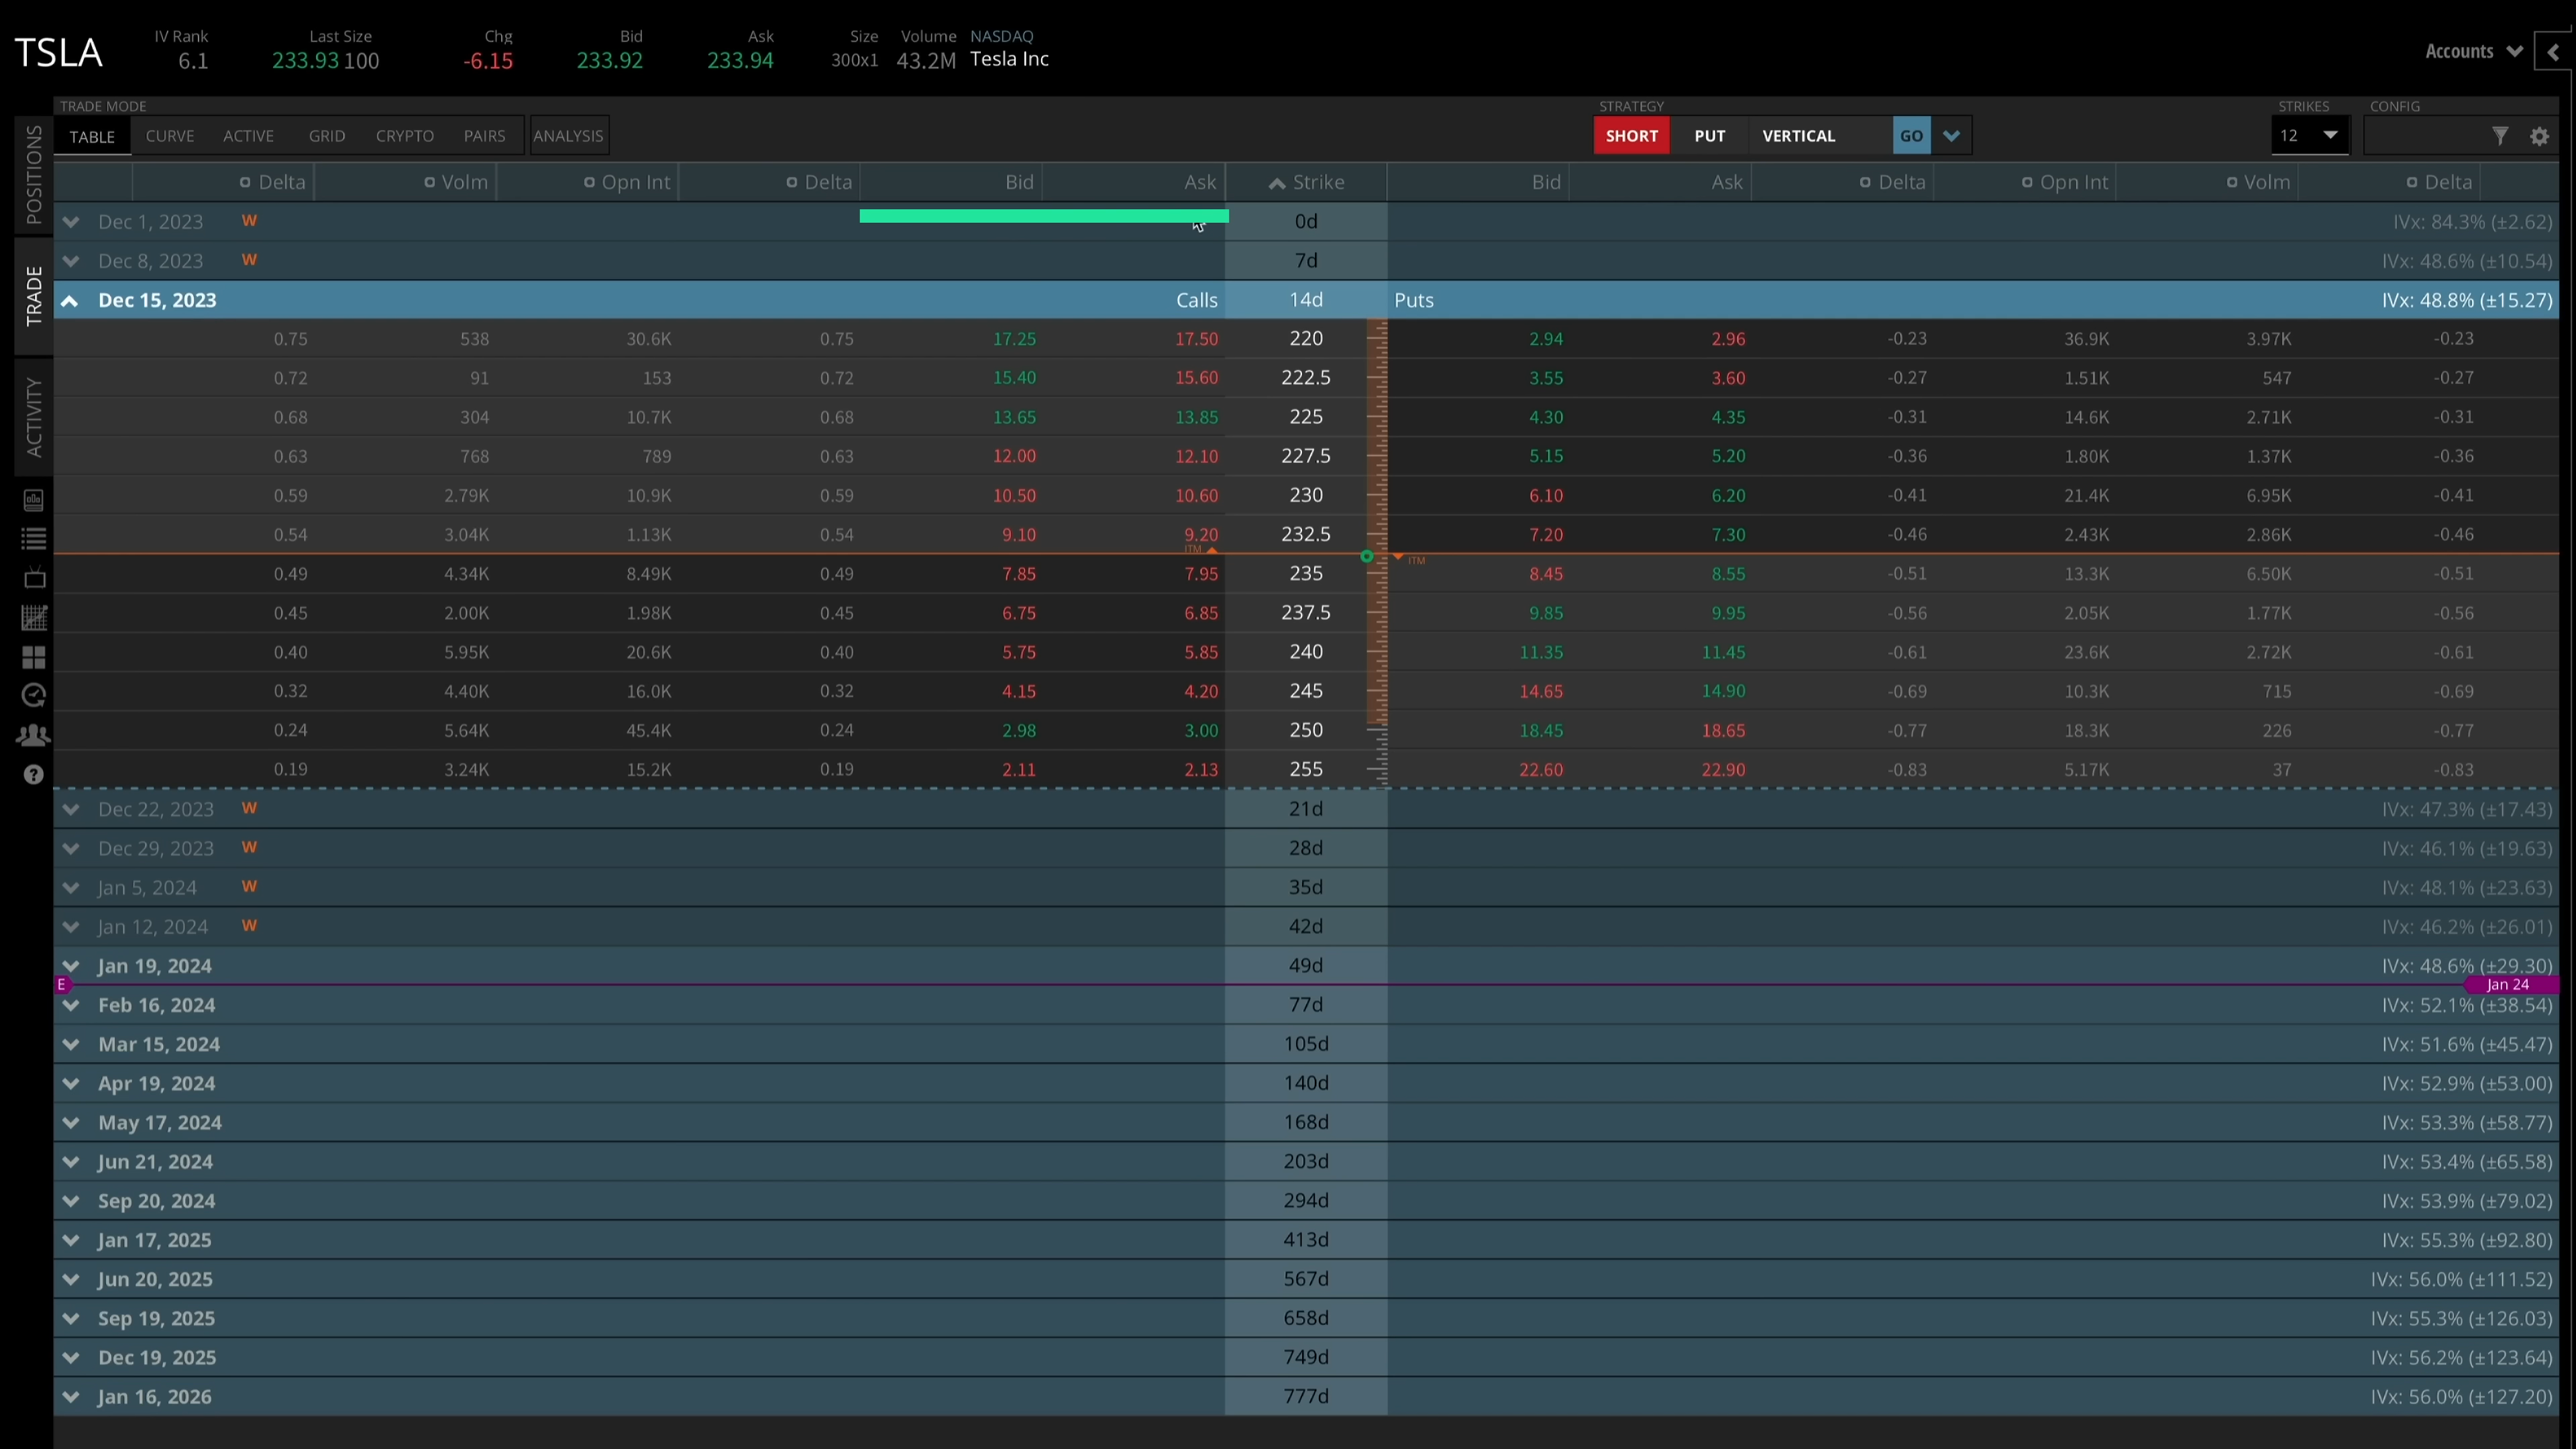 TSLA
IV Rank Last Size Chg Bid Ask Size Volume NASDAQ
6.1 233.93 100 -6.15 233.92 233.94 300x1 43.2M Tesla Inc
Accounts
TRADE MODE STRATEGY STRIKES CONFIG
TABLE CURVE ACTIVE GRID CRYPTO PAIRS ANALYSIS SHORT PUT VERTICAL GO 12
POSITIONS
TRADE
ACTIVITY
Delta Volm Opn Int Delta Bid Ask Strike Bid Ask Delta Opn Int Volm Delta
Dec 1, 2023 W 0d IVx: 84.3% (±2.62)
Dec 8, 2023 W 7d IVx: 48.6% (±10.54)
Dec 15, 2023 Calls 14d Puts IVx: 48.8% (±15.27)
0.75 538 30.6K 0.75 17.25 17.50 220 2.94 2.96 -0.23 36.9K 3.97K -0.23
0.72 91 153 0.72 15.40 15.60 222.5 3.55 3.60 -0.27 1.51K 547 -0.27
0.68 304 10.7K 0.68 13.65 13.85 225 4.30 4.35 -0.31 14.6K 2.71K -0.31
0.63 768 789 0.63 12.00 12.10 227.5 5.15 5.20 -0.36 1.80K 1.37K -0.36
0.59 2.79K 10.9K 0.59 10.50 10.60 230 6.10 6.20 -0.41 21.4K 6.95K -0.41
0.54 3.04K 1.13K 0.54 9.10 9.20 232.5 7.20 7.30 -0.46 2.43K 2.86K -0.46
ITM ITM
0.49 4.34K 8.49K 0.49 7.85 7.95 235 8.45 8.55 -0.51 13.3K 6.50K -0.51
0.45 2.00K 1.98K 0.45 6.75 6.85 237.5 9.85 9.95 -0.56 2.05K 1.77K -0.56
0.40 5.95K 20.6K 0.40 5.75 5.85 240 11.35 11.45 -0.61 23.6K 2.72K -0.61
0.32 4.40K 16.0K 0.32 4.15 4.20 245 14.65 14.90 -0.69 10.3K 715 -0.69
0.24 5.64K 45.4K 0.24 2.98 3.00 250 18.45 18.65 -0.77 18.3K 226 -0.77
0.19 3.24K 15.2K 0.19 2.11 2.13 255 22.60 22.90 -0.83 5.17K 37 -0.83
Dec 22, 2023 W 21d IVx: 47.3% (±17.43)
Dec 29, 2023 W 28d IVx: 46.1% (±19.63)
Jan 5, 2024 W 35d IVx: 48.1% (±23.63)
Jan 12, 2024 W 42d IVx: 46.2% (±26.01)
Jan 19, 2024 49d IVx: 48.6% (±29.30)
E Jan 24
Feb 16, 2024 77d IVx: 52.1% (±38.54)
Mar 15, 2024 105d IVx: 51.6% (±45.47)
Apr 19, 2024 140d IVx: 52.9% (±53.00)
May 17, 2024 168d IVx: 53.3% (±58.77)
Jun 21, 2024 203d IVx: 53.4% (±65.58)
Sep 20, 2024 294d IVx: 53.9% (±79.02)
Jan 17, 2025 413d IVx: 55.3% (±92.80)
Jun 20, 2025 567d IVx: 56.0% (±111.52)
Sep 19, 2025 658d IVx: 55.3% (±126.03)
Dec 19, 2025 749d IVx: 56.2% (±123.64)
Jan 16, 2026 777d IVx: 56.0% (±127.20)